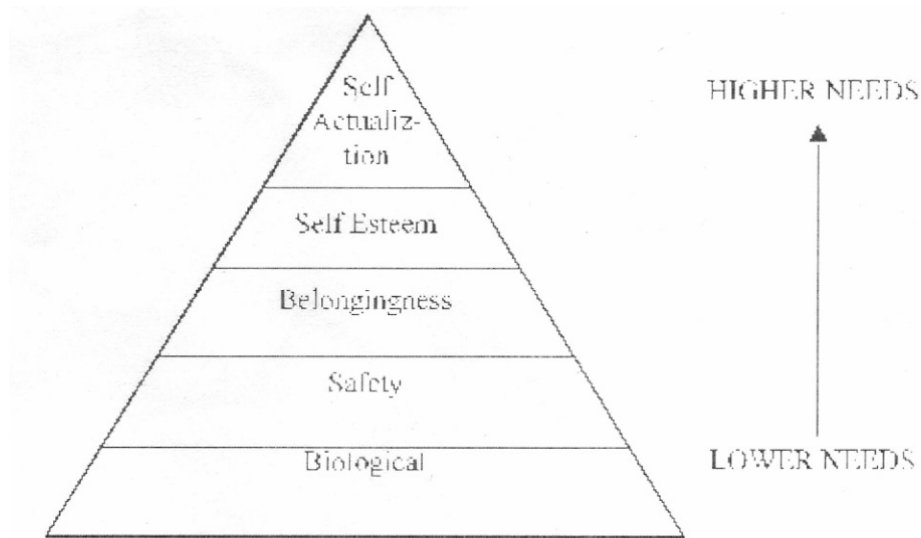 Self
Actualiz-
tion
HIGHER NEEDS
Self Esteem
Belongingness
Safety
Biological
LOWER NEEDS